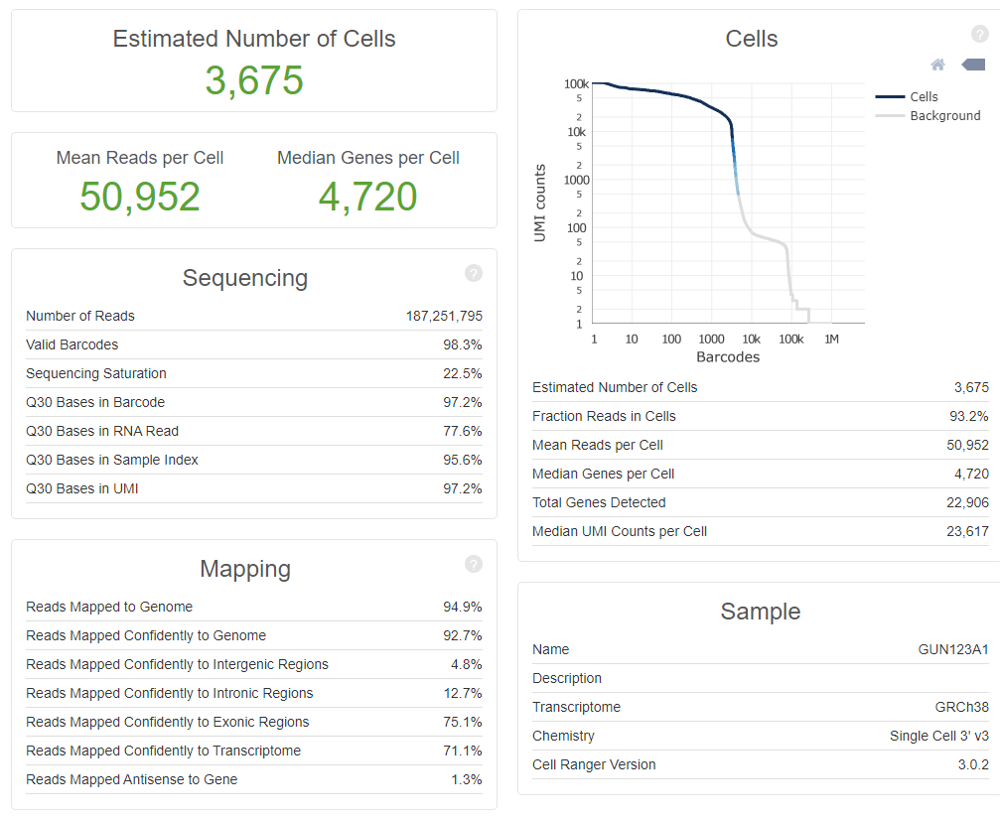 Estimated Number of Cells
3,675
Mean Reads per Cell
50,952
Median Genes per Cell
4,720
Sequencing
?
Number of Reads 187,251,795
Valid Barcodes 98.3%
Sequencing Saturation 22.5%
Q30 Bases in Barcode 97.2%
Q30 Bases in RNA Read 77.6%
Q30 Bases in Sample Index 95.6%
Q30 Bases in UMI 97.2%
Mapping
?
Reads Mapped to Genome 94.9%
Reads Mapped Confidently to Genome 92.7%
Reads Mapped Confidently to Intergenic Regions 4.8%
Reads Mapped Confidently to Intronic Regions 12.7%
Reads Mapped Confidently to Exonic Regions 75.1%
Reads Mapped Confidently to Transcriptome 71.1%
Reads Mapped Antisense to Gene 1.3%
Cells
?
Cells
Background
UMI counts
100k
5
2
10k
5
2
1000
5
2
100
5
2
10
5
2
1
1 10 100 1000 10k 100k 1M
Barcodes
Estimated Number of Cells 3,675
Fraction Reads in Cells 93.2%
Mean Reads per Cell 50,952
Median Genes per Cell 4,720
Total Genes Detected 22,906
Median UMI Counts per Cell 23,617
Sample
Name GUN123A1
Description
Transcriptome GRCh38
Chemistry Single Cell 3' v3
Cell Ranger Version 3.0.2